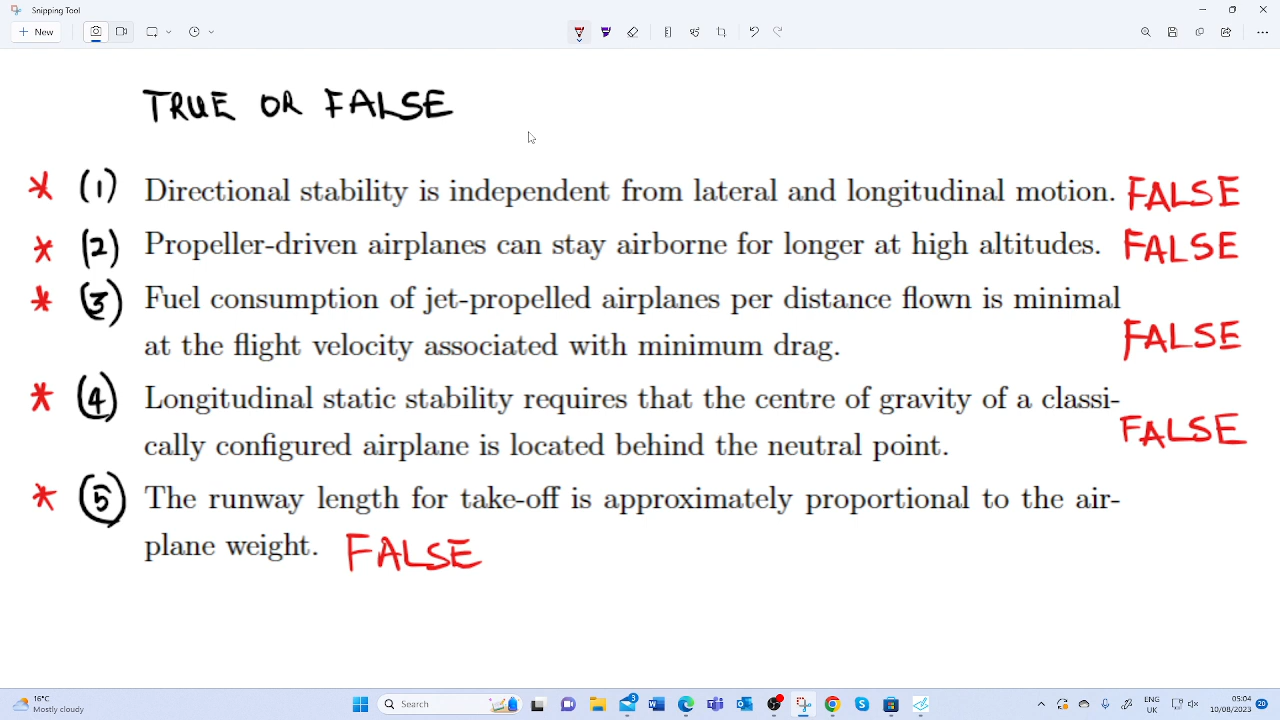 Snipping Tool
New
TRUE OR FALSE
* (1) Directional stability is independent from lateral and longitudinal motion. FALSE
* (2) Propeller-driven airplanes can stay airborne for longer at high altitudes. FALSE
* (3) Fuel consumption of jet-propelled airplanes per distance flown is minimal
at the flight velocity associated with minimum drag. FALSE
* (4) Longitudinal static stability requires that the centre of gravity of a classi-
cally configured airplane is located behind the neutral point. FALSE
* (5) The runway length for take-off is approximately proportional to the air-
plane weight. FALSE
16°C
Mostly cloudy
Search
3
ENG
UK
05:04
10/08/2023
20